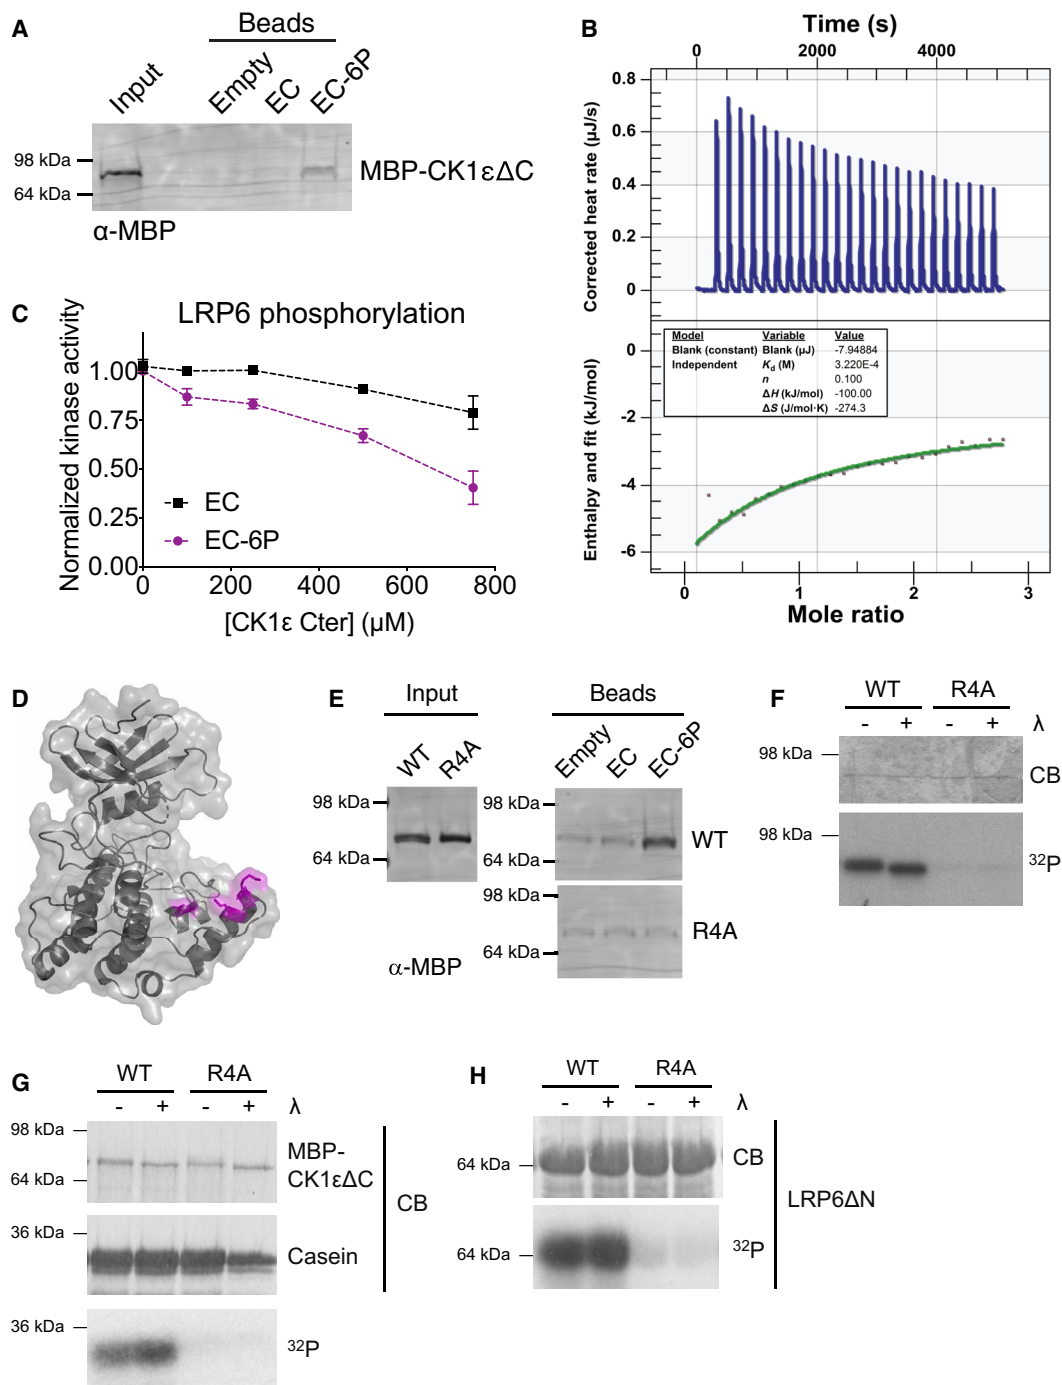 A
Beads
Input
Empty
EC
EC-6P
98 kDa
64 kDa
MBP-CK1εΔC
α-MBP
B
Time (s)
0 2000 4000
Corrected heat rate (µJ/s)
0.8
0.6
0.4
0.2
0
Model Variable Value
Blank (constant) Blank (µJ) -7.94884
Independent Kd (M) 3.220E-4
n 0.100
ΔH (kJ/mol) -100.00
ΔS (J/mol·K) -274.3
Enthalpy and fit (kJ/mol)
0
-2
-4
-6
0 1 2 3
Mole ratio
C
LRP6 phosphorylation
Normalized kinase activity
1.00
0.75
0.50
0.25
0.00
EC
EC-6P
0 200 400 600 800
[CK1ε Cter] (µM)
D
E
Input
Beads
WT
R4A
Empty
EC
EC-6P
98 kDa
64 kDa
98 kDa
64 kDa
WT
98 kDa
64 kDa
R4A
α-MBP
F
WT R4A
- + - + λ
98 kDa
CB
98 kDa
32P
G
WT R4A
- + - + λ
98 kDa
64 kDa
MBP-
CK1εΔC
36 kDa
Casein
CB
36 kDa
32P
H
WT R4A
- + - + λ
64 kDa
CB
64 kDa
32P
LRP6ΔN